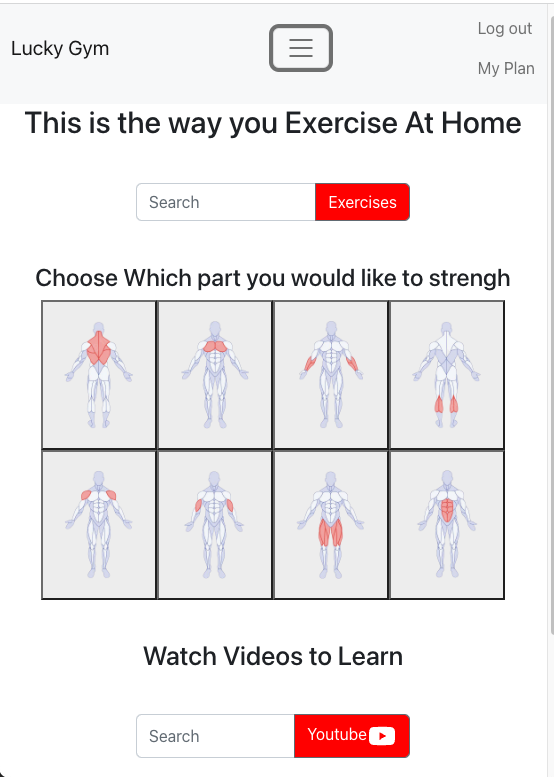 Lucky Gym
Log out
My Plan
This is the way you Exercise At Home
Search Exercises
Choose Which part you would like to strengh
Watch Videos to Learn
Search Youtube